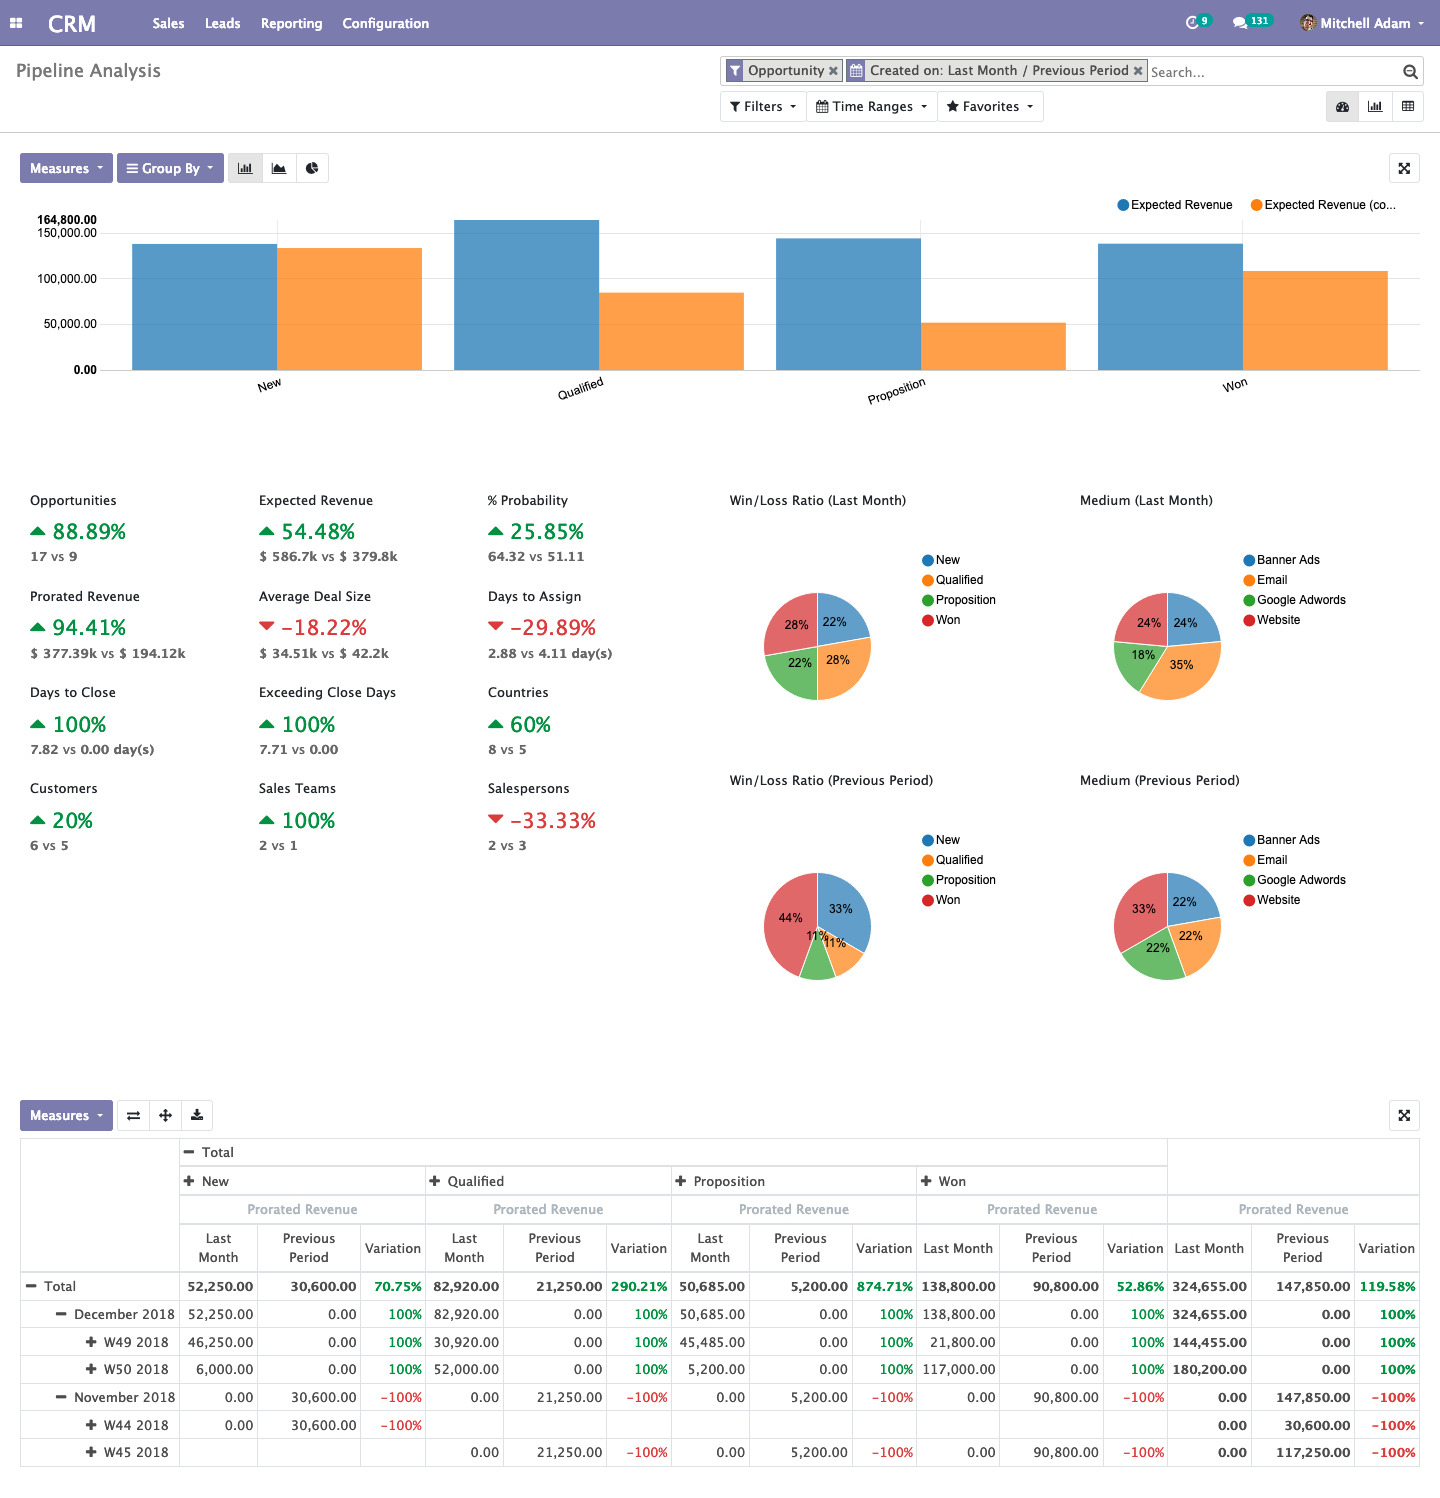 CRM Sales Leads Reporting Configuration 9 131 Mitchell Adam
Pipeline Analysis
Opportunity Created on: Last Month / Previous Period Search...
Filters Time Ranges Favorites
Measures Group By
Expected Revenue Expected Revenue (co...
164,800.00
150,000.00
100,000.00
50,000.00
0.00
New Qualified Proposition Won
Opportunities Expected Revenue % Probability
88.89% 54.48% 25.85%
17 vs 9 $ 586.7k vs $ 379.8k 64.32 vs 51.11
Prorated Revenue Average Deal Size Days to Assign
94.41% -18.22% -29.89%
$ 377.39k vs $ 194.12k $ 34.51k vs $ 42.2k 2.88 vs 4.11 day(s)
Days to Close Exceeding Close Days Countries
100% 100% 60%
7.82 vs 0.00 day(s) 7.71 vs 0.00 8 vs 5
Customers Sales Teams Salespersons
20% 100% -33.33%
6 vs 5 2 vs 1 2 vs 3
Win/Loss Ratio (Last Month)
New
Qualified
Proposition
Won
28% 22%
22% 28%
Medium (Last Month)
Banner Ads
Email
Google Adwords
Website
24% 24%
18% 35%
Win/Loss Ratio (Previous Period)
New
Qualified
Proposition
Won
44% 33%
11% 11%
Medium (Previous Period)
Banner Ads
Email
Google Adwords
Website
33% 22%
22% 22%
Measures
Total
New Qualified Proposition Won
Prorated Revenue Prorated Revenue Prorated Revenue Prorated Revenue Prorated Revenue
Last Month Previous Period Variation Last Month Previous Period Variation Last Month Previous Period Variation Last Month Previous Period Variation Last Month Previous Period Variation
Total 52,250.00 30,600.00 70.75% 82,920.00 21,250.00 290.21% 50,685.00 5,200.00 874.71% 138,800.00 90,800.00 52.86% 324,655.00 147,850.00 119.58%
December 2018 52,250.00 0.00 100% 82,920.00 0.00 100% 50,685.00 0.00 100% 138,800.00 0.00 100% 324,655.00 0.00 100%
W49 2018 46,250.00 0.00 100% 30,920.00 0.00 100% 45,485.00 0.00 100% 21,800.00 0.00 100% 144,455.00 0.00 100%
W50 2018 6,000.00 0.00 100% 52,000.00 0.00 100% 5,200.00 0.00 100% 117,000.00 0.00 100% 180,200.00 0.00 100%
November 2018 0.00 30,600.00 -100% 0.00 21,250.00 -100% 0.00 5,200.00 -100% 0.00 90,800.00 -100% 0.00 147,850.00 -100%
W44 2018 0.00 30,600.00 -100% 0.00 30,600.00 -100%
W45 2018 0.00 21,250.00 -100% 0.00 5,200.00 -100% 0.00 90,800.00 -100% 0.00 117,250.00 -100%